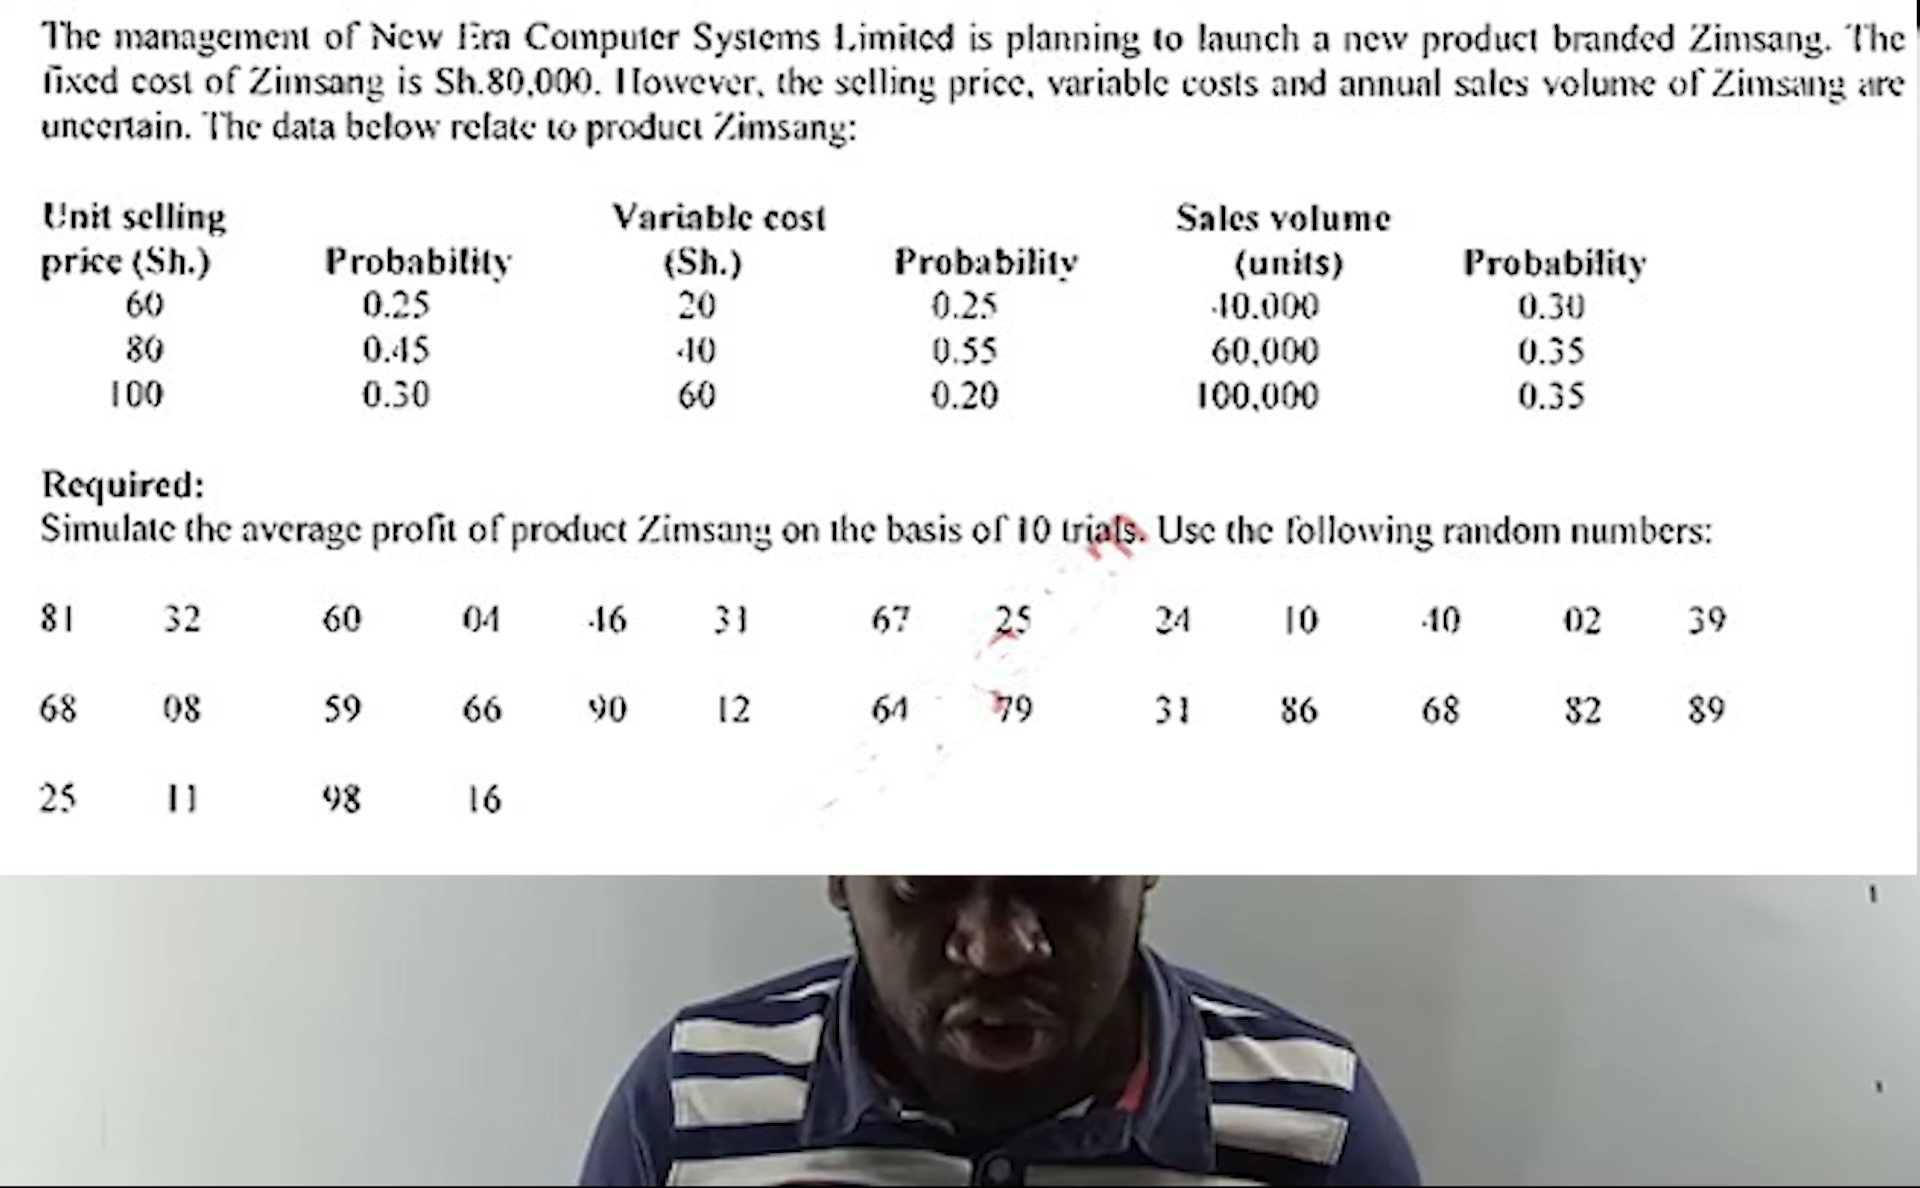 The management of New Era Computer Systems Limited is planning to launch a new product branded Zimsang. The
fixed cost of Zimsang is Sh.80,000. However, the selling price, variable costs and annual sales volume of Zimsang are
uncertain. The data below relate to product Zimsang:
Unit selling Variable cost Sales volume
price (Sh.) Probability (Sh.) Probability (units) Probability
60 0.25 20 0.25 40.000 0.30
80 0.45 40 0.55 60,000 0.35
100 0.30 60 0.20 100,000 0.35
Required:
Simulate the average profit of product Zimsang on the basis of 10 trials. Use the following random numbers:
81 32 60 04 46 31 67 25 24 10 40 02 39
68 08 59 66 90 12 64 79 31 86 68 82 89
25 11 98 16